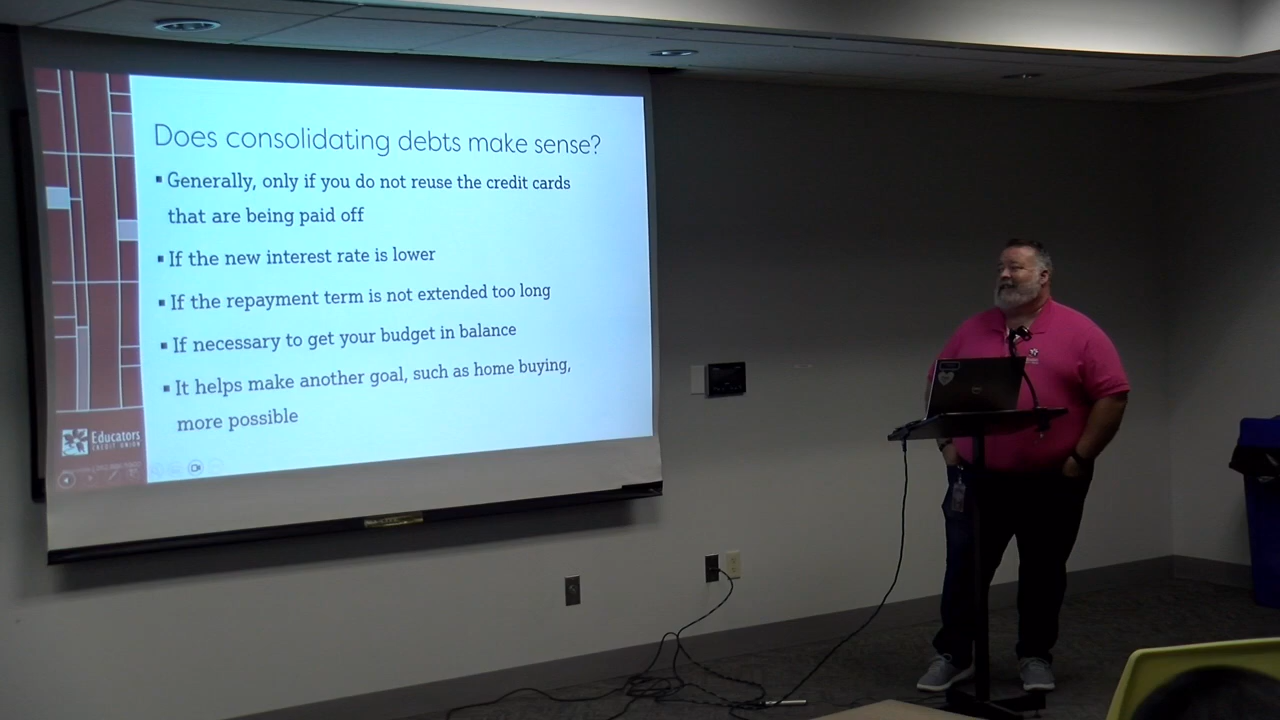 Does consolidating debts make sense?
▪ Generally, only if you do not reuse the credit cards
that are being paid off
▪ If the new interest rate is lower
▪ If the repayment term is not extended too long
▪ If necessary to get your budget in balance
▪ It helps make another goal, such as home buying,
more possible
Educators
CREDIT UNION